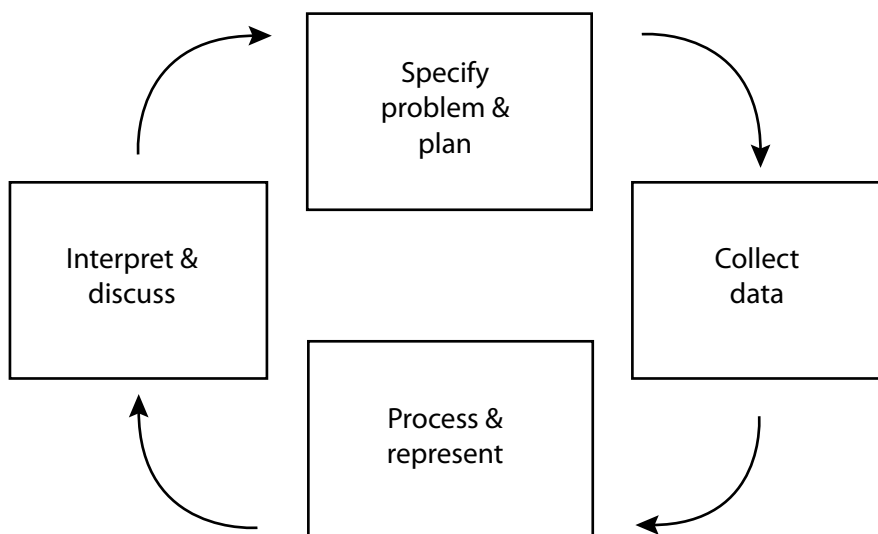 Specify
problem &
plan
Collect
data
Process &
represent
Interpret &
discuss